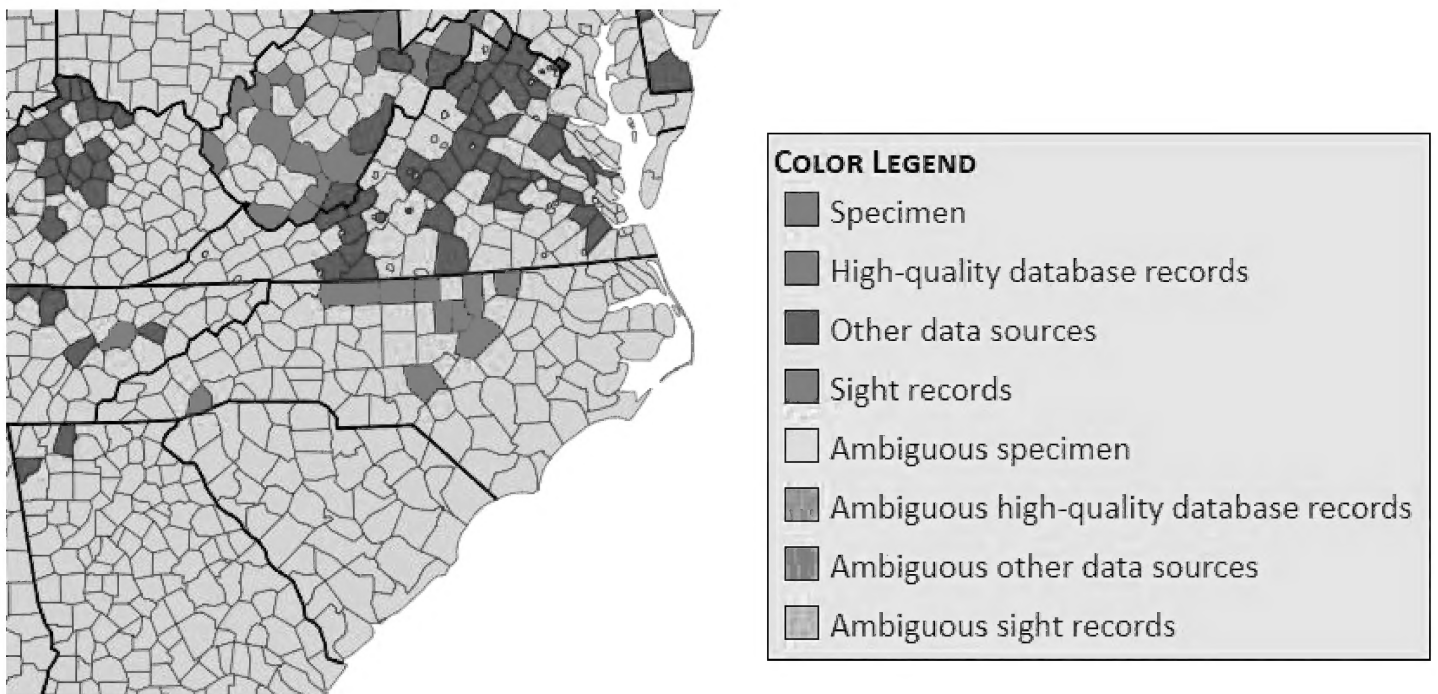 COLOR LEGEND
Specimen
High-quality database records
Other data sources
Sight records
Ambiguous specimen
Ambiguous high-quality database records
Ambiguous other data sources
Ambiguous sight records